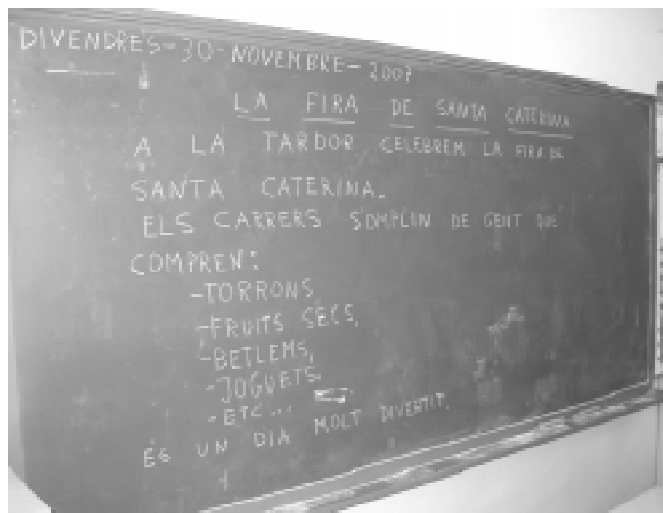 DIVENDRES-30-NOVEMBRE-2007
LA FIRA DE SANTA CATERINA
A LA TARDOR CELEBREM LA FIRA DE
SANTA CATERINA.
ELS CARRERS S'OMPLIN DE GENT QUE
COMPREN:
-TORRONS,
-FRUITS SECS,
-BETLEMS,
-JOGUETS,
-ETC...
ES UN DIA MOLT DIVERTIT.